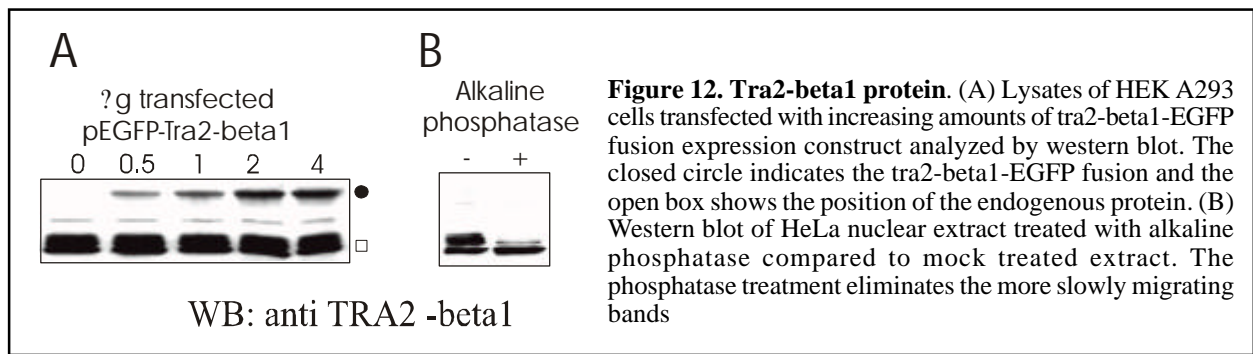 A
?g transfected
pEGFP-Tra2-beta1
0 0.5 1 2 4
B
Alkaline
phosphatase
- +
WB: anti TRA2 -beta1
Figure 12. Tra2-beta1 protein. (A) Lysates of HEK A293
cells transfected with increasing amounts of tra2-beta1-EGFP
fusion expression construct analyzed by western blot. The
closed circle indicates the tra2-beta1-EGFP fusion and the
open box shows the position of the endogenous protein. (B)
Western blot of HeLa nuclear extract treated with alkaline
phosphatase compared to mock treated extract. The
phosphatase treatment eliminates the more slowly migrating
bands